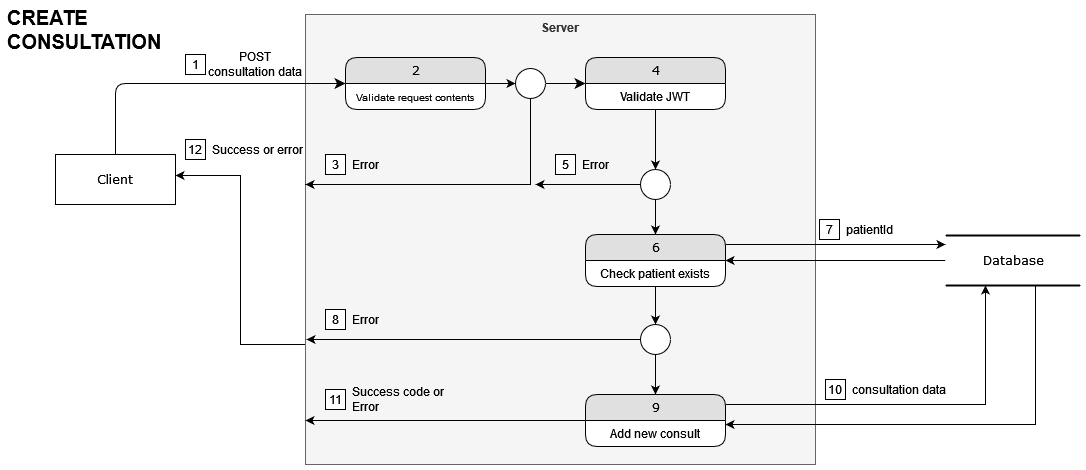 CREATE
CONSULTATION
Server
1
POST
consultation data
2
Validate request contents
4
Validate JWT
12
Success or error
3
Error
5
Error
Client
6
Check patient exists
7
patientId
Database
8
Error
11
Success code or
Error
9
Add new consult
10
consultation data